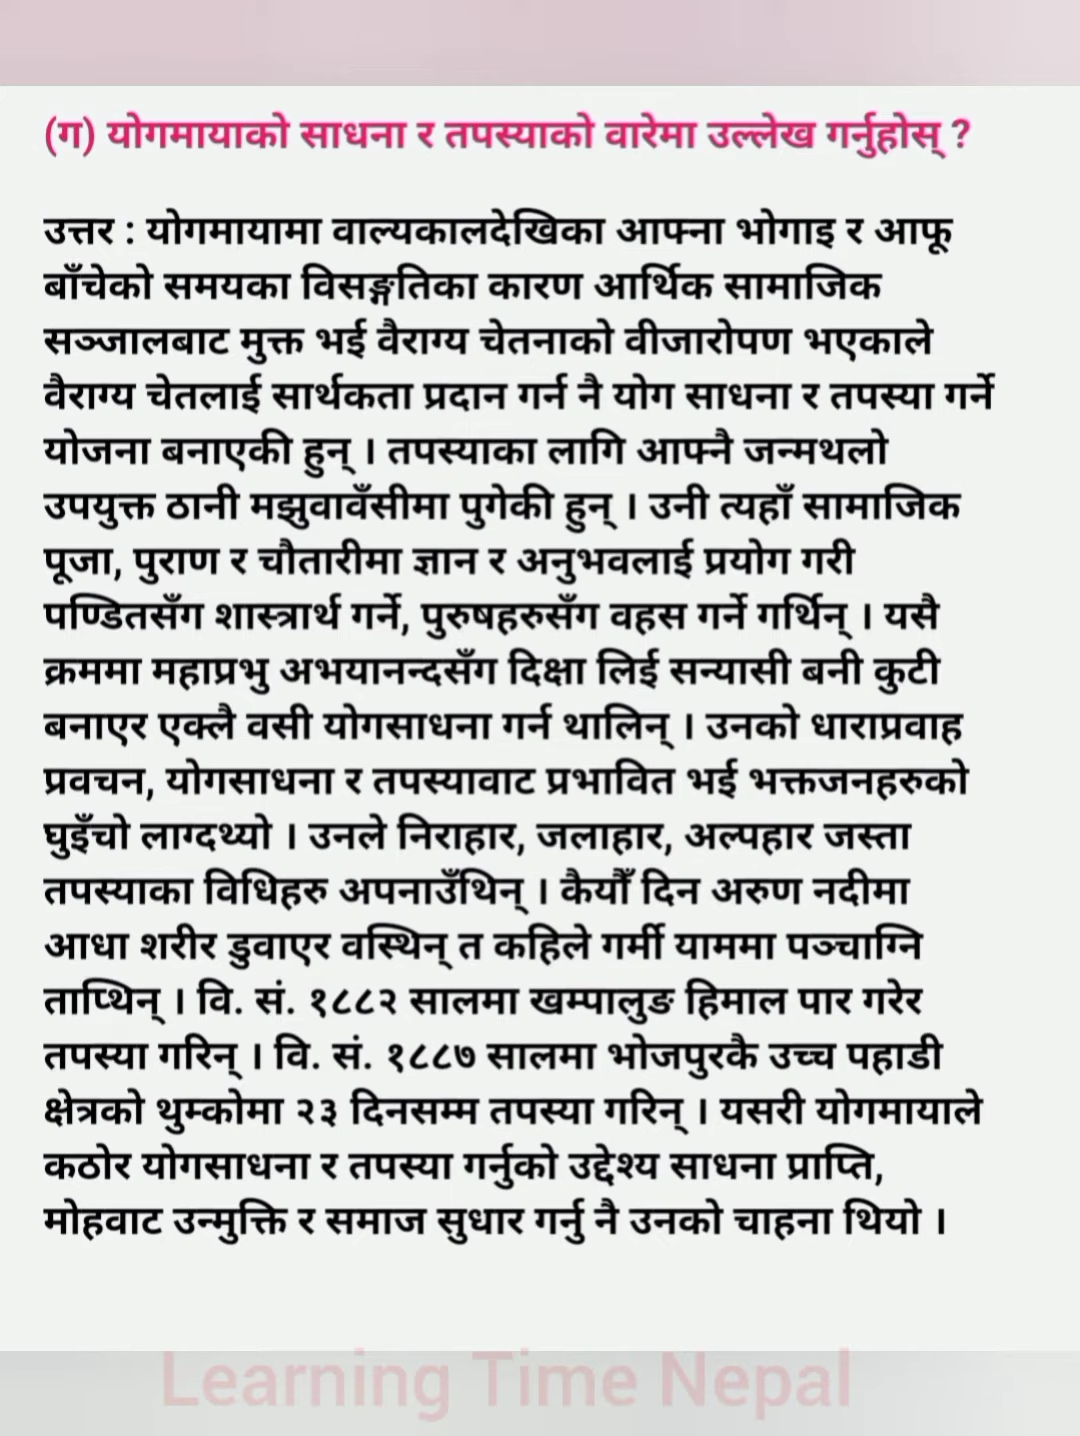 (ग) योगमायाको साधना र तपस्याको वारेमा उल्लेख गर्नुहोस् ?
उत्तर : योगमायामा वाल्यकालदेखिका आफ्ना भोगाइ र आफू
बाँचेको समयका विसङ्गतिका कारण आर्थिक सामाजिक
सञ्जालबाट मुक्त भई वैराग्य चेतनाको वीजारोपण भएकाले
वैराग्य चेतलाई सार्थकता प्रदान गर्न नै योग साधना र तपस्या गर्ने
योजना बनाएकी हुन् । तपस्याका लागि आफ्नै जन्मथलो
उपयुक्त ठानी मझुवावँसीमा पुगेकी हुन् । उनी त्यहाँ सामाजिक
पूजा, पुराण र चौतारीमा ज्ञान र अनुभवलाई प्रयोग गरी
पण्डितसँग शास्त्रार्थ गर्ने, पुरुषहरुसँग वहस गर्ने गर्थिन् । यसै
क्रममा महाप्रभु अभयानन्दसँग दिक्षा लिई सन्यासी बनी कुटी
बनाएर एक्लै वसी योगसाधना गर्न थालिन् । उनको धाराप्रवाह
प्रवचन, योगसाधना र तपस्यावाट प्रभावित भई भक्तजनहरुको
घुइँचो लाग्दथ्यो । उनले निराहार, जलाहार, अल्पहार जस्ता
तपस्याका विधिहरु अपनाउँथिन् । कैयौँ दिन अरुण नदीमा
आधा शरीर डुवाएर वस्थिन् त कहिले गर्मी याममा पञ्चाग्नि
ताप्थिन् । वि. सं. १८८२ सालमा खम्पालुङ हिमाल पार गरेर
तपस्या गरिन् । वि. सं. १८८७ सालमा भोजपुरकै उच्च पहाडी
क्षेत्रको थुम्कोमा २३ दिनसम्म तपस्या गरिन् । यसरी योगमायाले
कठोर योगसाधना र तपस्या गर्नुको उद्देश्य साधना प्राप्ति,
मोहवाट उन्मुक्ति र समाज सुधार गर्नु नै उनको चाहना थियो ।
Learning Time Nepal